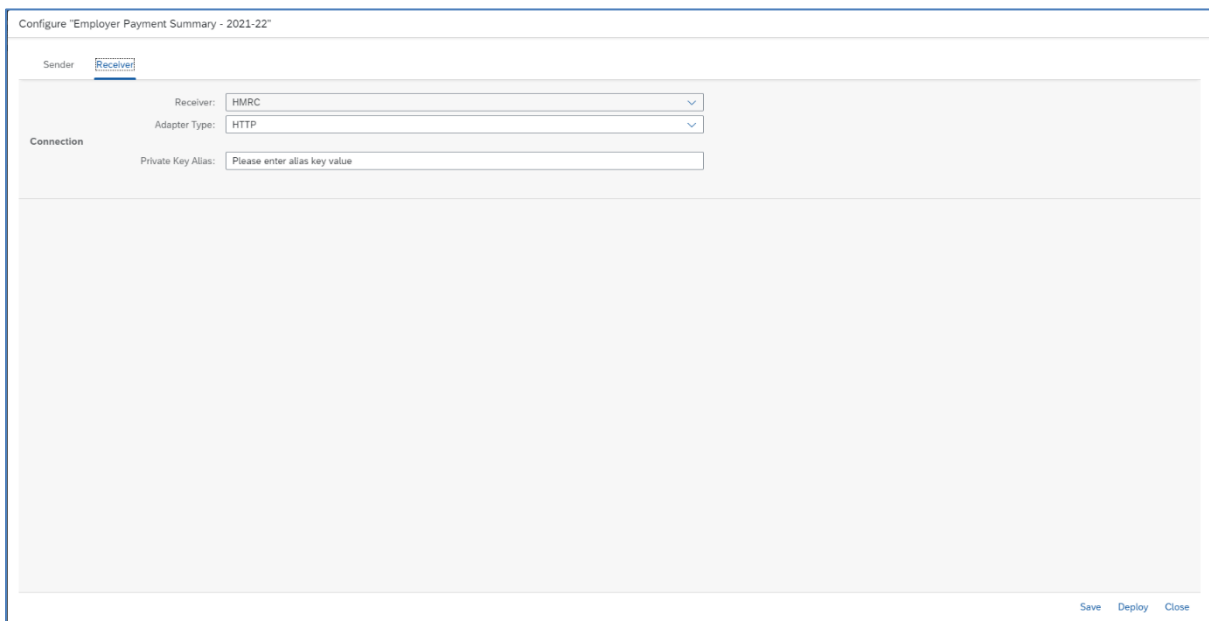 Configure "Employer Payment Summary - 2021-22"
Sender Receiver
Receiver: HMRC
Adapter Type: HTTP
Connection
Private Key Alias: Please enter alias key value
Save Deploy Close